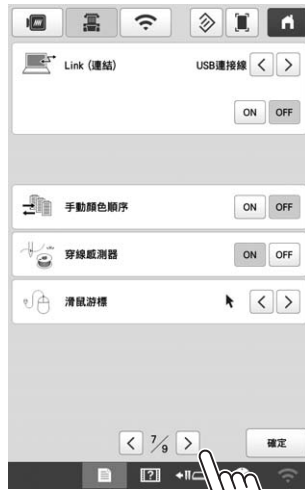 Link (連結) USB連接線
ON OFF
手動顏色順序 ON OFF
穿線感測器 ON OFF
滑鼠游標
7/9 確定